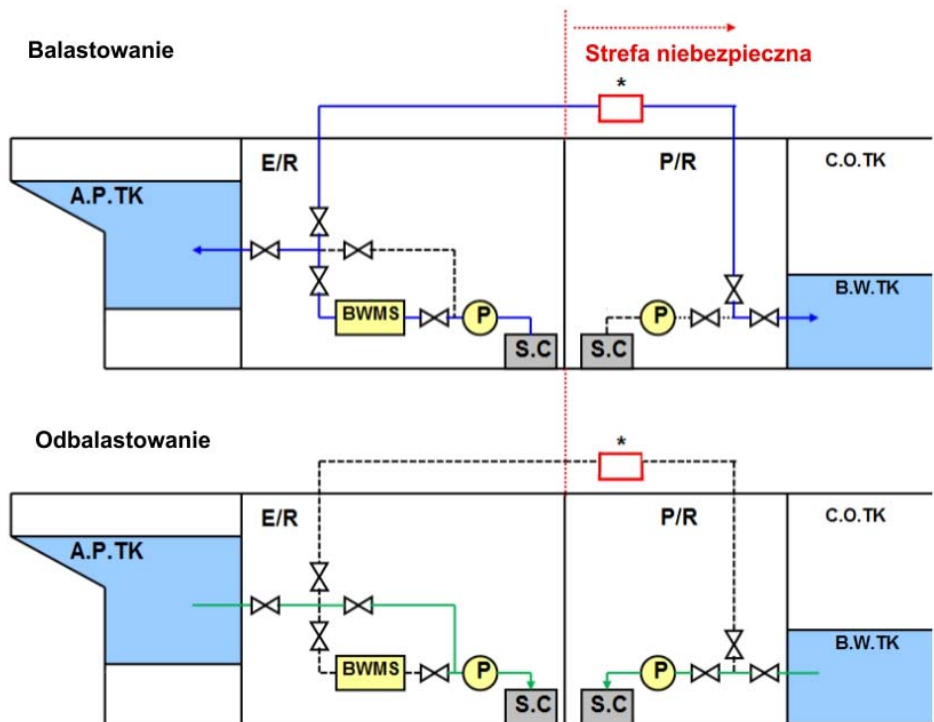 Balastowanie
Strefa niebezpieczna
*
E/R
P/R
C.O.TK
A.P.TK
B.W.TK
BWMS
P
P
S.C
S.C
Odbalastowanie
*
E/R
P/R
C.O.TK
A.P.TK
B.W.TK
BWMS
P
P
S.C
S.C